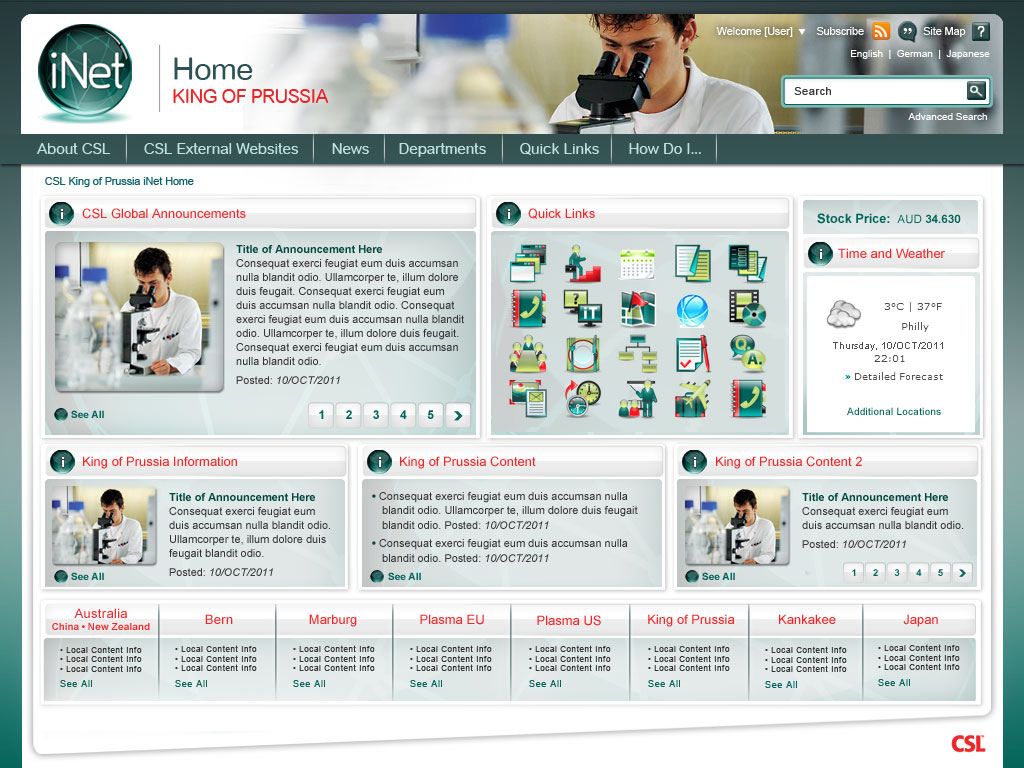 iNet
Home
KING OF PRUSSIA
Welcome [User] ▼ Subscribe Site Map ?
English | German | Japanese
Search
Advanced Search
About CSL CSL External Websites News Departments Quick Links How Do I...
CSL King of Prussia iNet Home
i CSL Global Announcements
Title of Announcement Here
Consequat exerci feugiat eum duis accumsan
nulla blandit odio. Ullamcorper te, illum dolore
duis feugait. Consequat exerci feugiat eum
duis accumsan nulla blandit odio. Consequat
exerci feugiat eum duis accumsan nulla blandit
odio. Ullamcorper te, illum dolore duis feugait.
Consequat exerci feugiat eum duis accumsan
nulla blandit odio.
Posted: 10/OCT/2011
See All
1 2 3 4 5 >
i Quick Links
? IT
Q A
Stock Price: AUD 34.630
i Time and Weather
3°C | 37°F
Philly
Thursday, 10/OCT/2011
22:01
» Detailed Forecast
Additional Locations
i King of Prussia Information
Title of Announcement Here
Consequat exerci feugiat eum
duis accumsan nulla blandit odio.
Ullamcorper te, illum dolore duis
feugait blandit odio.
Posted: 10/OCT/2011
See All
i King of Prussia Content
• Consequat exerci feugiat eum duis accumsan nulla
blandit odio. Ullamcorper te, illum dolore duis feugait
blandit odio. Posted: 10/OCT/2011
• Consequat exerci feugiat eum duis accumsan nulla
blandit odio. Posted: 10/OCT/2011
See All
i King of Prussia Content 2
Title of Announcement Here
Consequat exerci feugiat eum
duis accumsan nulla blandit odio.
Posted: 10/OCT/2011
See All
1 2 3 4 5 >
Australia
China • New Zealand
• Local Content Info
• Local Content Info
• Local Content Info
See All
Bern
• Local Content Info
• Local Content Info
• Local Content Info
See All
Marburg
• Local Content Info
• Local Content Info
• Local Content Info
See All
Plasma EU
• Local Content Info
• Local Content Info
• Local Content Info
See All
Plasma US
• Local Content Info
• Local Content Info
• Local Content Info
See All
King of Prussia
• Local Content Info
• Local Content Info
• Local Content Info
See All
Kankakee
• Local Content Info
• Local Content Info
• Local Content Info
See All
Japan
• Local Content Info
• Local Content Info
• Local Content Info
See All
CSL